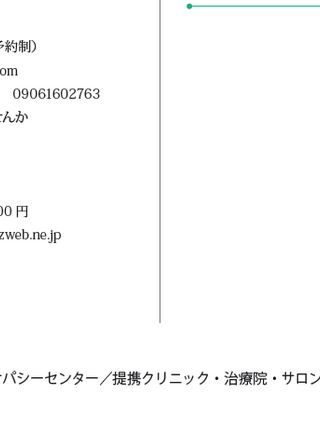 予約制)
om
09061602763
せんか
00 円
zweb.ne.jp
パシーセンター／提携クリニック・治療院・サロン